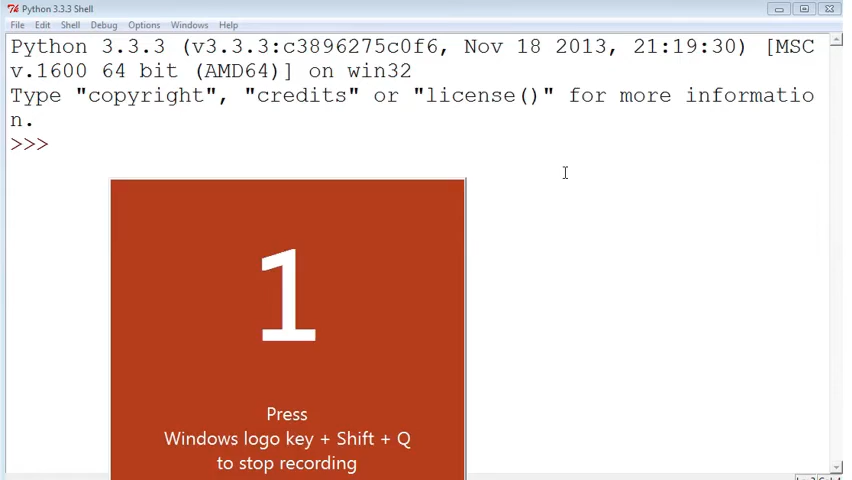 Python 3.3.3 Shell
File Edit Shell Debug Options Windows Help
Python 3.3.3 (v3.3.3:c3896275c0f6, Nov 18 2013, 21:19:30) [MSC
v.1600 64 bit (AMD64)] on win32
Type "copyright", "credits" or "license()" for more informatio
n.
>>>
1
Press
Windows logo key + Shift + Q
to stop recording